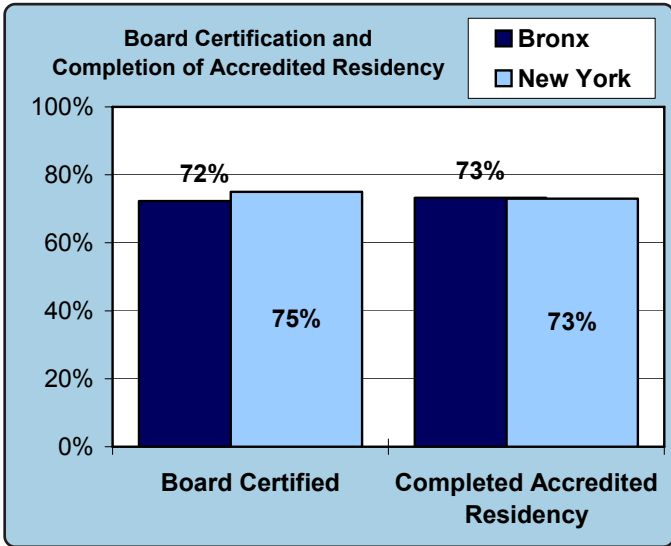 Board Certification and
Completion of Accredited Residency
Bronx
New York
100%
80%
60%
40%
20%
0%
72%
75%
73%
73%
Board Certified
Completed Accredited
Residency